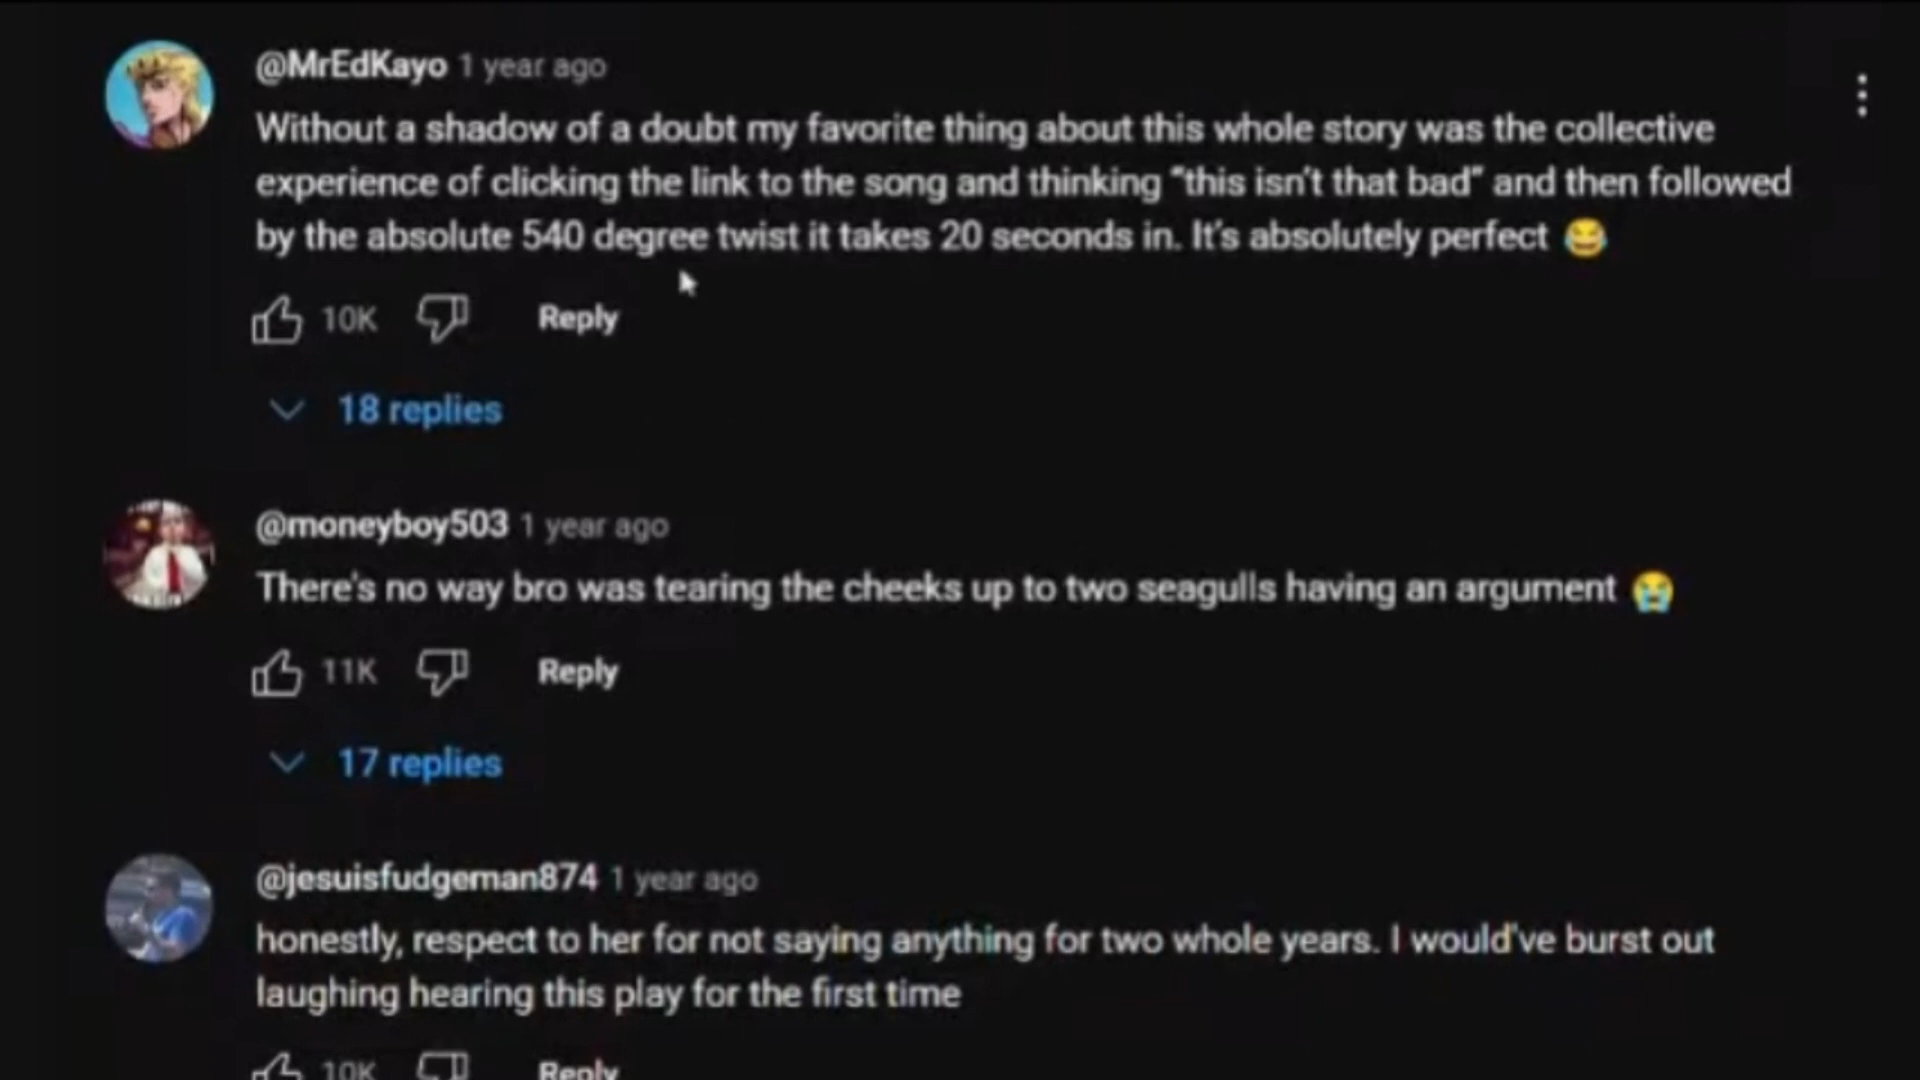 @MrEdKayo 1 year ago
Without a shadow of a doubt my favorite thing about this whole story was the collective
experience of clicking the link to the song and thinking "this isn't that bad" and then followed
by the absolute 540 degree twist it takes 20 seconds in. It's absolutely perfect 😂
10K Reply
18 replies
@moneyboy503 1 year ago
There's no way bro was tearing the cheeks up to two seagulls having an argument 😭
11K Reply
17 replies
@jesuisfudgeman874 1 year ago
honestly, respect to her for not saying anything for two whole years. I would've burst out
laughing hearing this play for the first time
10K Reply